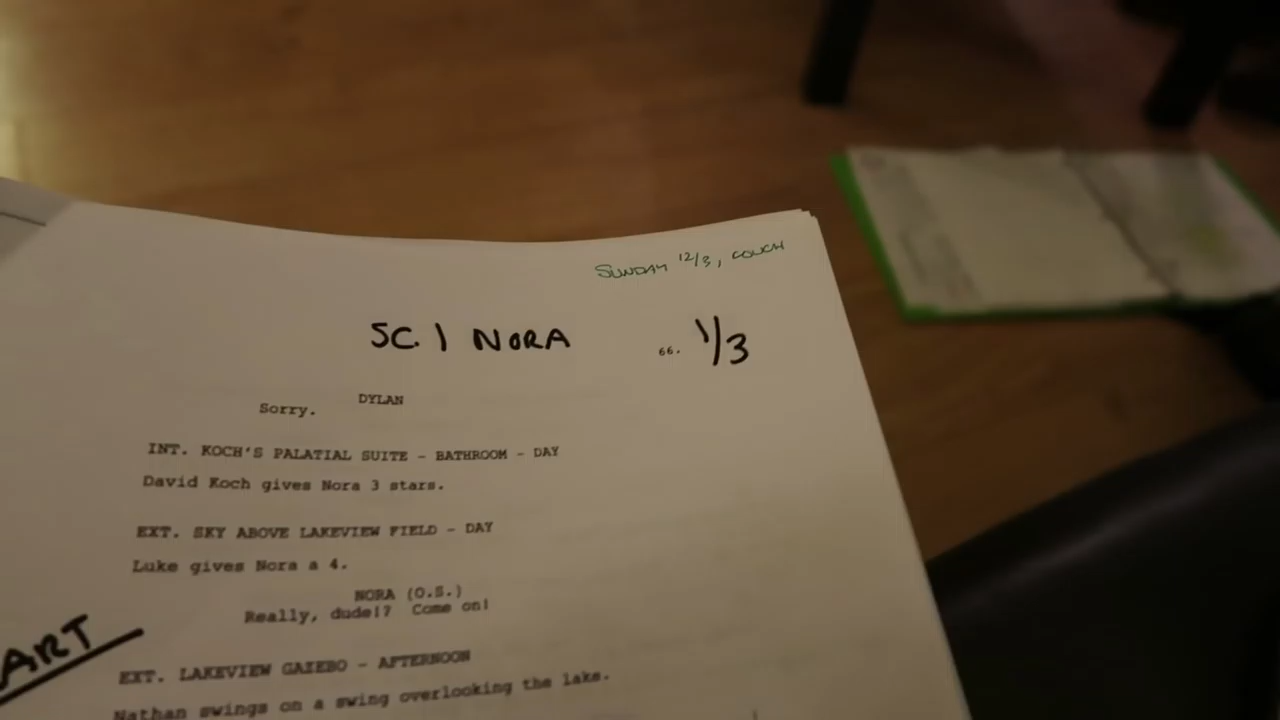 SUNDAY 12/3, COUCH
SC. 1 NORA
66. 1/3
DYLAN
Sorry.
INT. KOCH'S PALATIAL SUITE - BATHROOM - DAY
David Koch gives Nora 3 stars.
EXT. SKY ABOVE LAKEVIEW FIELD - DAY
Luke gives Nora a 4.
NORA (O.S.)
Really, dude!? Come on!
ART
EXT. LAKEVIEW GAZEBO - AFTERNOON
Nathan swings on a swing overlooking the lake.